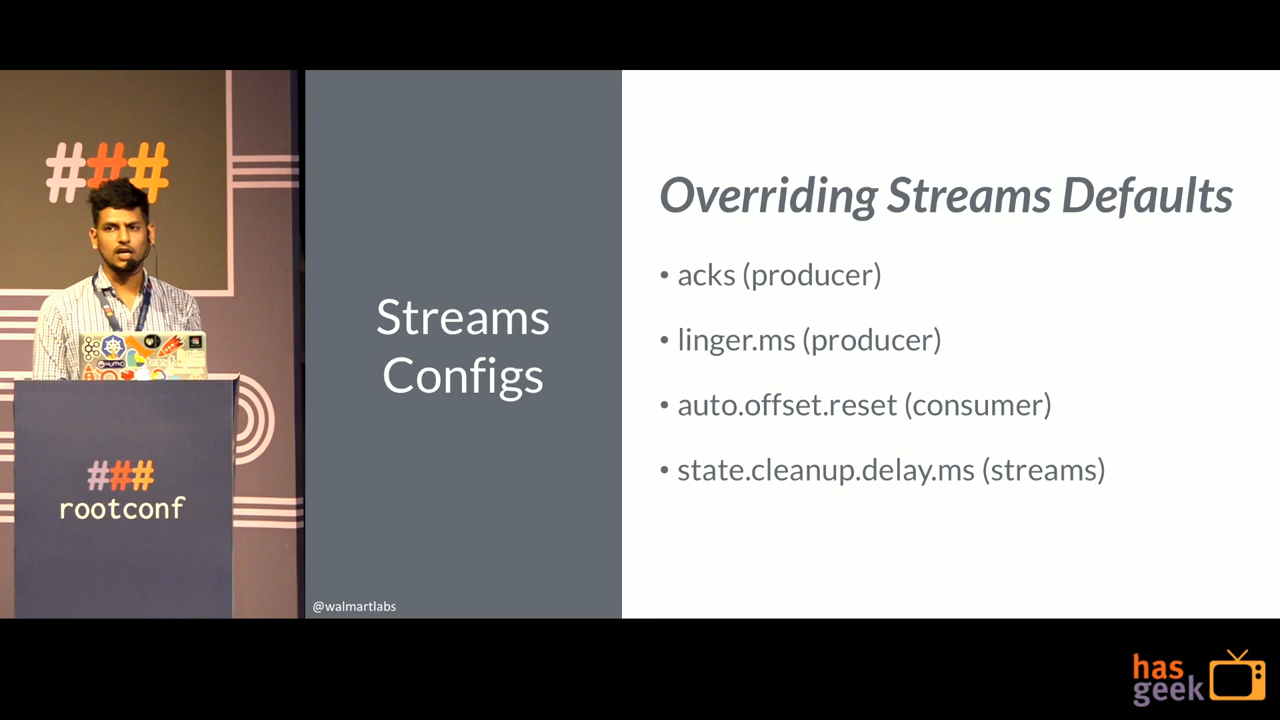 ###
###
rootconf
Streams
Configs
@walmartlabs
Overriding Streams Defaults
• acks (producer)
• linger.ms (producer)
• auto.offset.reset (consumer)
• state.cleanup.delay.ms (streams)
has
geek